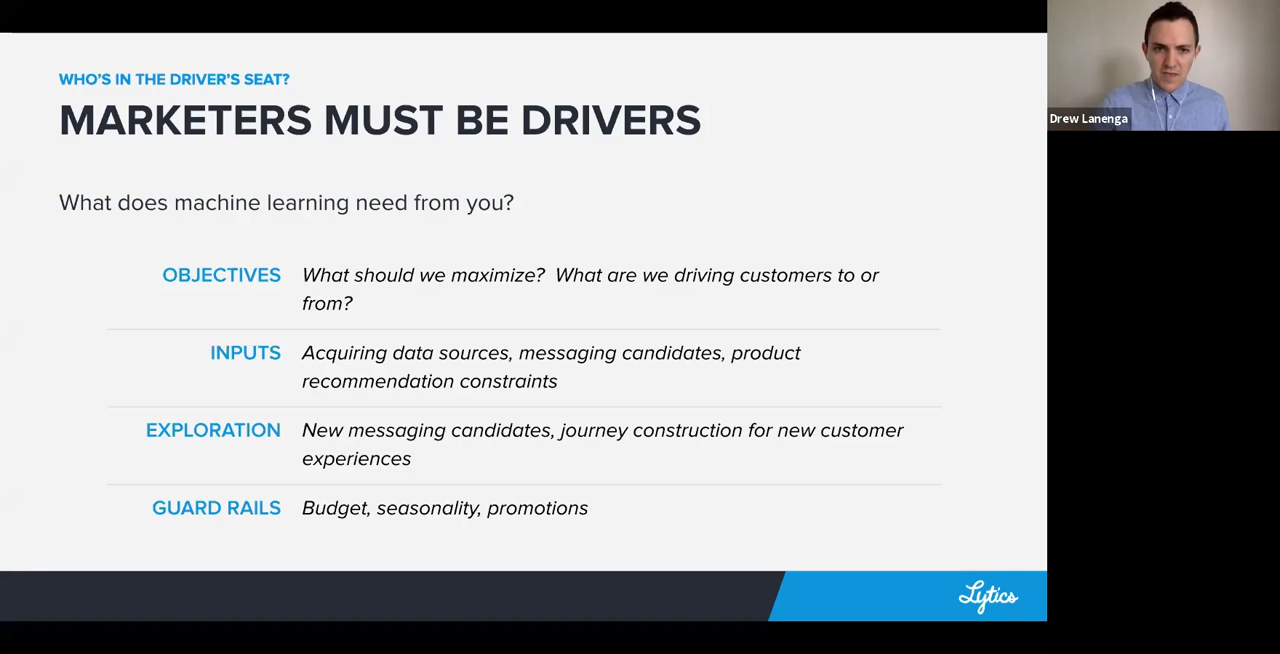 WHO'S IN THE DRIVER'S SEAT?
MARKETERS MUST BE DRIVERS
What does machine learning need from you?
OBJECTIVES What should we maximize?  What are we driving customers to or
from?
INPUTS Acquiring data sources, messaging candidates, product
recommendation constraints
EXPLORATION New messaging candidates, journey construction for new customer
experiences
GUARD RAILS Budget, seasonality, promotions
Lytics
Drew Lanenga